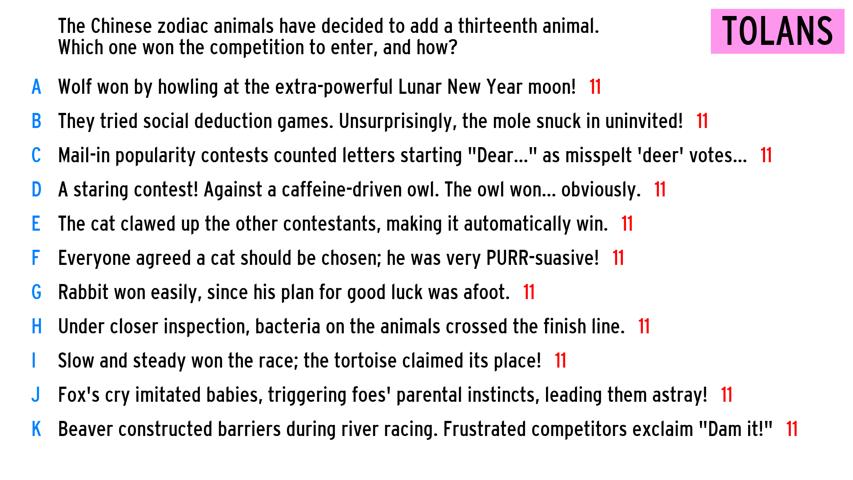 The Chinese zodiac animals have decided to add a thirteenth animal.
Which one won the competition to enter, and how?
TOLANS
A Wolf won by howling at the extra-powerful Lunar New Year moon! 11
B They tried social deduction games. Unsurprisingly, the mole snuck in uninvited! 11
C Mail-in popularity contests counted letters starting "Dear..." as misspelt 'deer' votes... 11
D A staring contest! Against a caffeine-driven owl. The owl won... obviously. 11
E The cat clawed up the other contestants, making it automatically win. 11
F Everyone agreed a cat should be chosen; he was very PURR-suasive! 11
G Rabbit won easily, since his plan for good luck was afoot. 11
H Under closer inspection, bacteria on the animals crossed the finish line. 11
I Slow and steady won the race; the tortoise claimed its place! 11
J Fox's cry imitated babies, triggering foes' parental instincts, leading them astray! 11
K Beaver constructed barriers during river racing. Frustrated competitors exclaim "Dam it!" 11